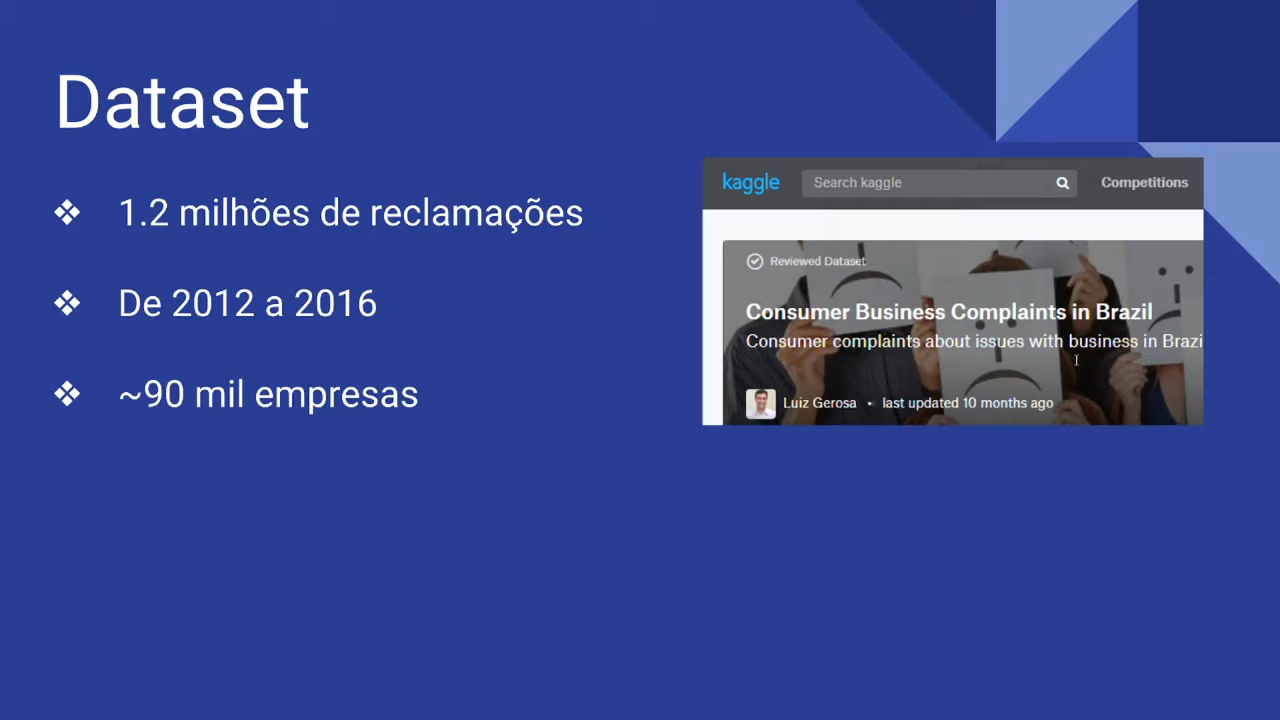 Dataset
❖ 1.2 milhões de reclamações
❖ De 2012 a 2016
❖ ~90 mil empresas
kaggle
Search kaggle
Competitions
Reviewed Dataset
Consumer Business Complaints in Brazil
Consumer complaints about issues with business in Brazi
Luiz Gerosa • last updated 10 months ago